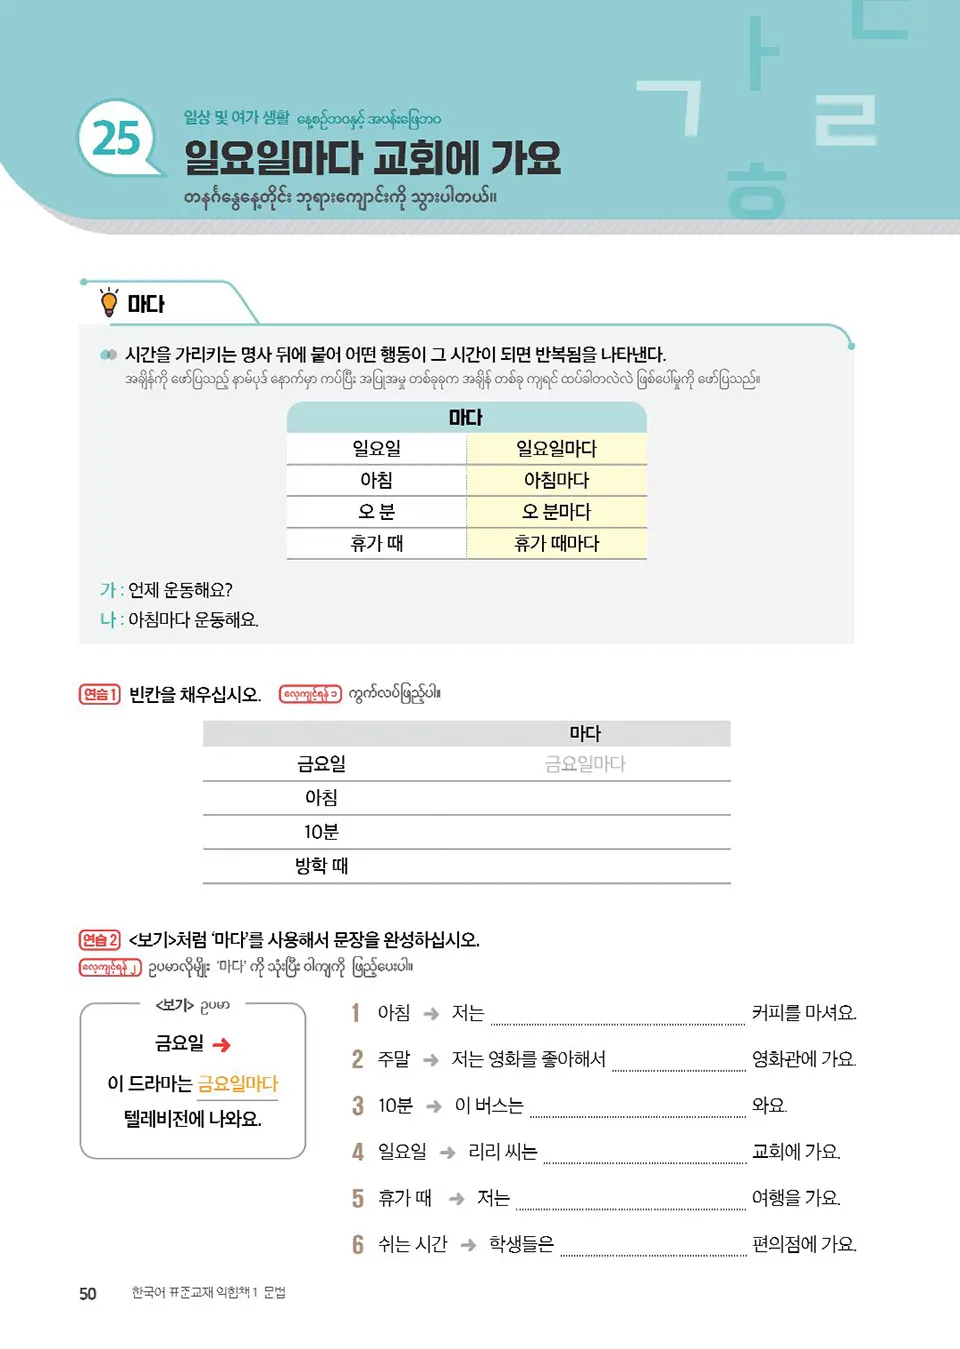 25
일상 및 여가 생활 နေ့စဉ်ဘဝနှင့် အပန်းဖြေဘဝ
일요일마다 교회에 가요
တနင်္ဂနွေနေ့တိုင်း ဘုရားကျောင်းကို သွားပါတယ်။
가 ㄴ ㄹ ㅎ
마다
시간을 가리키는 명사 뒤에 붙어 어떤 행동이 그 시간이 되면 반복됨을 나타낸다.
အချိန်ကို ဖော်ပြသည့် နာမ်ပုဒ် နောက်မှာ ကပ်ပြီး အပြုအမူ တစ်ခုခုက အချိန် တစ်ခု ကျရင် ထပ်ခါတလဲလဲ ဖြစ်ပေါ်မှုကို ဖော်ပြသည်။
마다
일요일 일요일마다
아침 아침마다
오 분 오 분마다
휴가 때 휴가 때마다
가 : 언제 운동해요?
나 : 아침마다 운동해요.
연습 1 빈칸을 채우십시오. လေ့ကျင့်ရန် ၁ ကွက်လပ်ဖြည့်ပါ။
마다
금요일 금요일마다
아침
10분
방학 때
연습 2 <보기>처럼 '마다'를 사용해서 문장을 완성하십시오.
လေ့ကျင့်ရန် ၂ ဥပမာလိုမျိုး '마다' ကို သုံးပြီး ဝါကျကို ဖြည့်ပေးပါ။
<보기> ဥပမာ
금요일 ➜
이 드라마는 금요일마다
텔레비전에 나와요.
1 아침 ➜ 저는 커피를 마셔요.
2 주말 ➜ 저는 영화를 좋아해서 영화관에 가요.
3 10분 ➜ 이 버스는 와요.
4 일요일 ➜ 리리 씨는 교회에 가요.
5 휴가 때 ➜ 저는 여행을 가요.
6 쉬는 시간 ➜ 학생들은 편의점에 가요.
50 한국어 표준교재 익힘책 1 문법